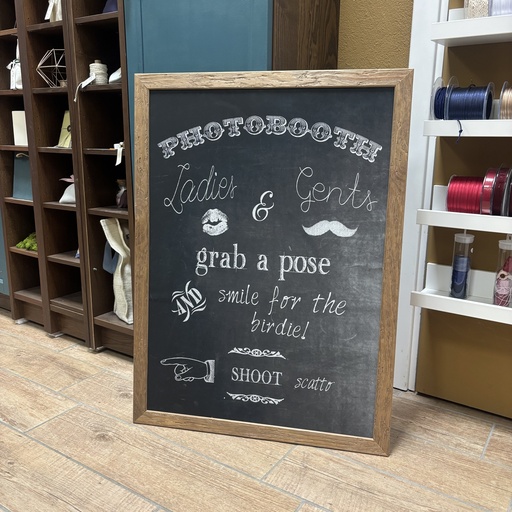 PHOTOBOOTH
Ladies & Gents
grab a pose
AND smile for the
birdie!
SHOOT scatto